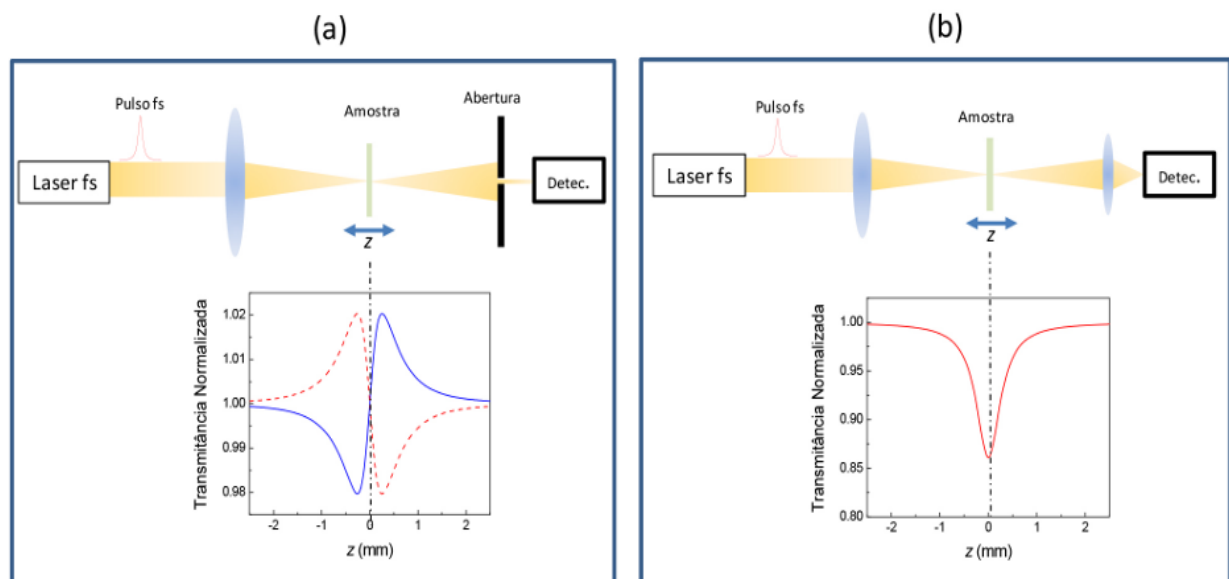 (a)
Pulso fs
Amostra
Abertura
Laser fs
Detec.
z
Transmitância Normalizada
1.02
1.01
1.00
0.99
0.98
-2
-1
0
1
2
z (mm)
(b)
Pulso fs
Amostra
Laser fs
Detec.
z
Transmitância Normalizada
1.00
0.95
0.90
0.85
0.80
-2
-1
0
1
2
z (mm)